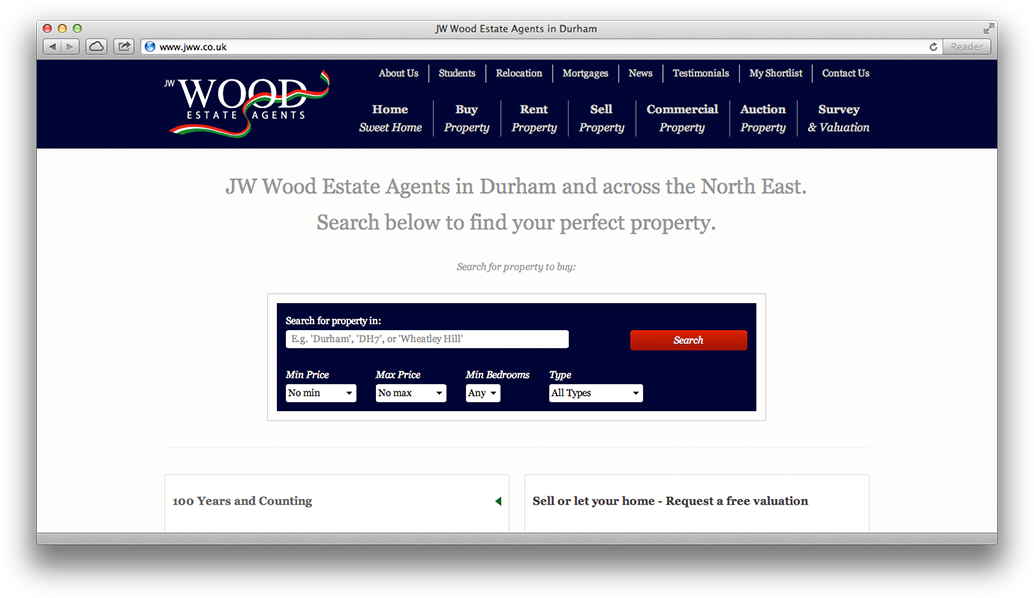 JW Wood Estate Agents in Durham
www.jww.co.uk
Reader
About Us Students Relocation Mortgages News Testimonials My Shortlist Contact Us
JW WOOD
ESTATE AGENTS
Home Buy Rent Sell Commercial Auction Survey
Sweet Home Property Property Property Property Property & Valuation
JW Wood Estate Agents in Durham and across the North East.
Search below to find your perfect property.
Search for property to buy:
Search for property in:
E.g. 'Durham', 'DH7', or 'Wheatley Hill'
Search
Min Price Max Price Min Bedrooms Type
No min No max Any All Types
100 Years and Counting
Sell or let your home - Request a free valuation